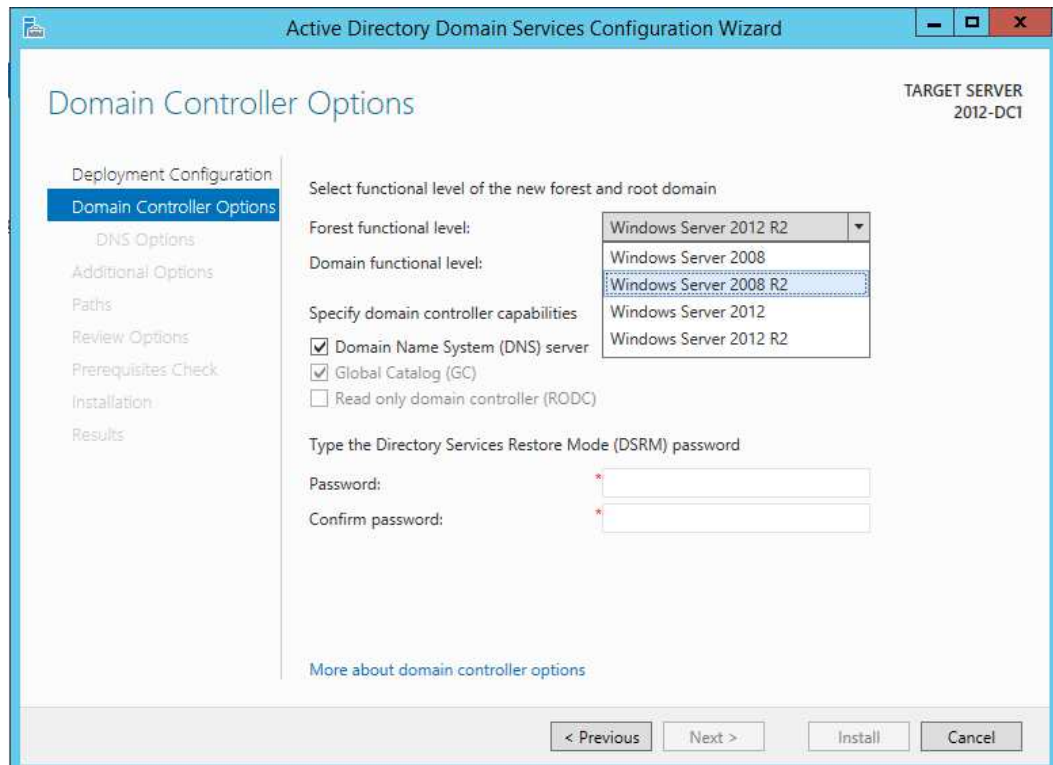 Active Directory Domain Services Configuration Wizard
Domain Controller Options
TARGET SERVER
2012-DC1
Deployment Configuration
Domain Controller Options
DNS Options
Additional Options
Paths
Review Options
Prerequisites Check
Installation
Results
Select functional level of the new forest and root domain
Forest functional level: Windows Server 2012 R2
Domain functional level:
Windows Server 2008
Windows Server 2008 R2
Windows Server 2012
Windows Server 2012 R2
Specify domain controller capabilities
Domain Name System (DNS) server
Global Catalog (GC)
Read only domain controller (RODC)
Type the Directory Services Restore Mode (DSRM) password
Password: *
Confirm password: *
More about domain controller options
< Previous Next > Install Cancel